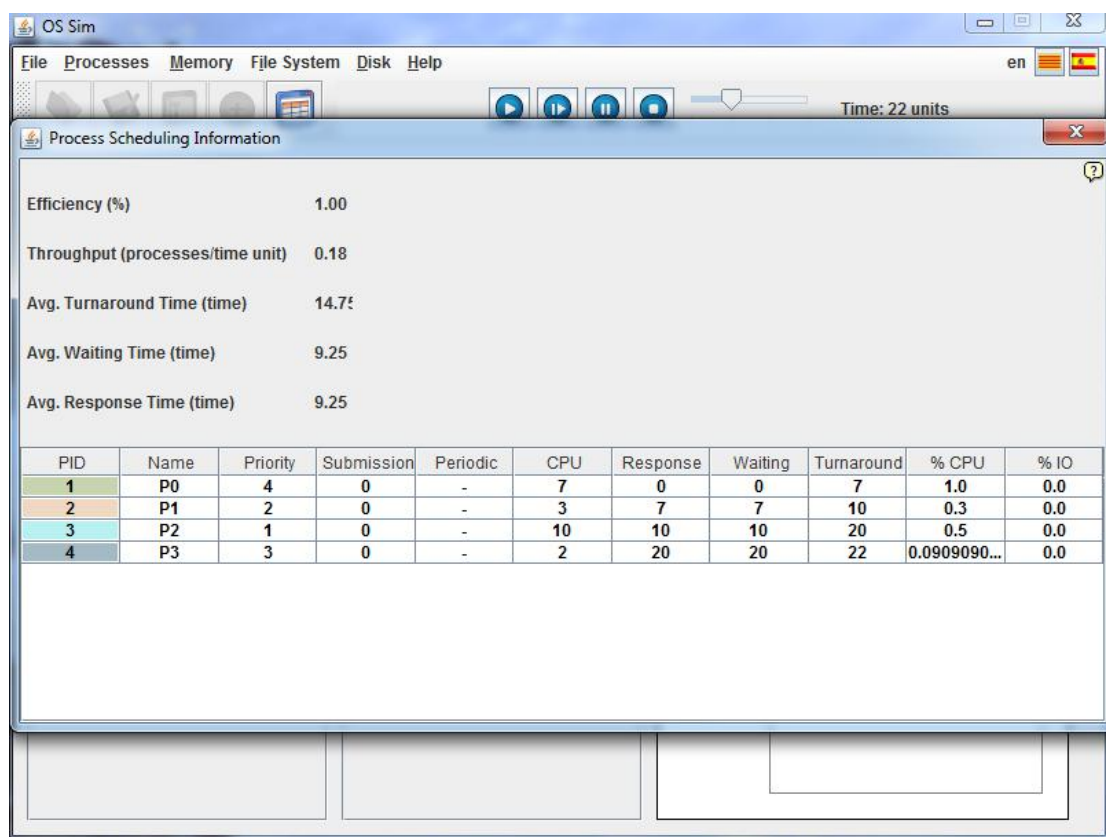 OS Sim
File Processes Memory File System Disk Help en
Time: 22 units
Process Scheduling Information
Efficiency (%) 1.00
Throughput (processes/time unit) 0.18
Avg. Turnaround Time (time) 14.75
Avg. Waiting Time (time) 9.25
Avg. Response Time (time) 9.25
PID Name Priority Submission Periodic CPU Response Waiting Turnaround % CPU % IO
1 P0 4 0 - 7 0 0 7 1.0 0.0
2 P1 2 0 - 3 7 7 10 0.3 0.0
3 P2 1 0 - 10 10 10 20 0.5 0.0
4 P3 3 0 - 2 20 20 22 0.0909090... 0.0